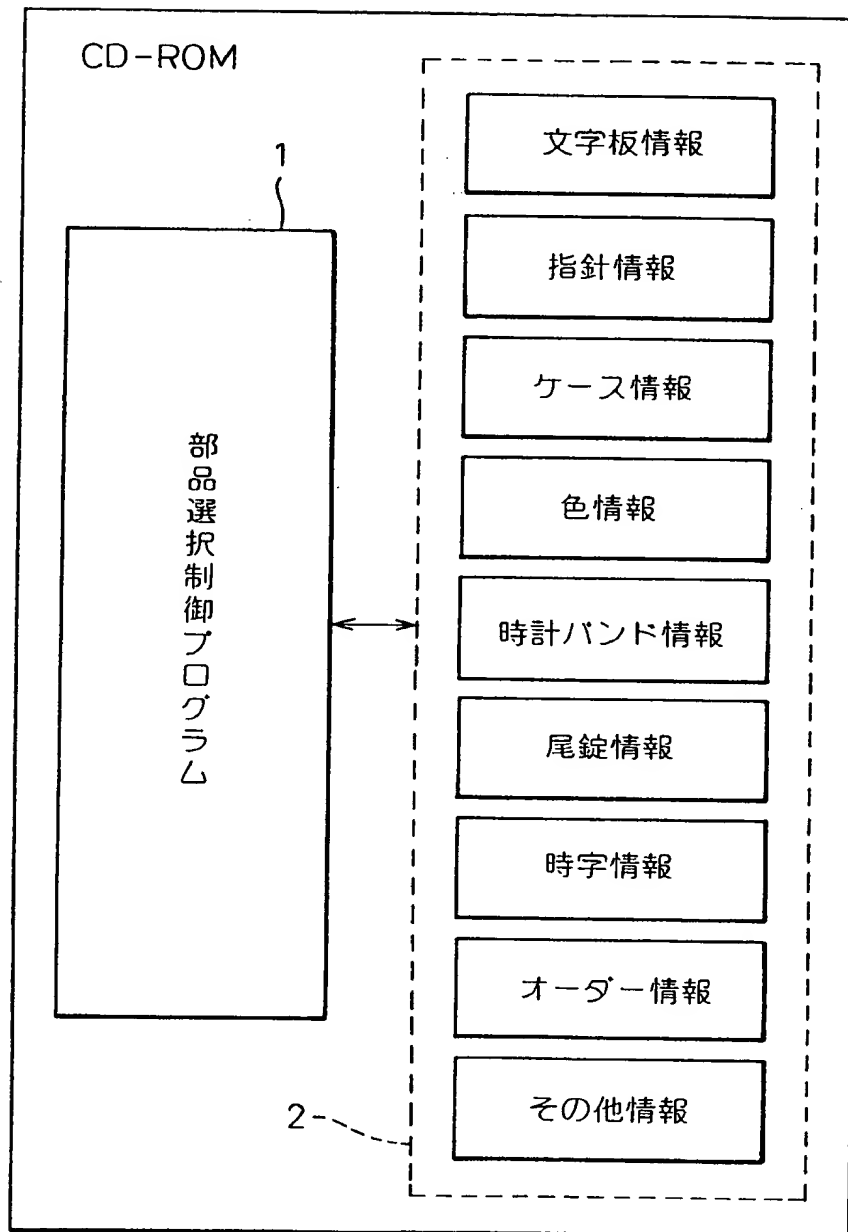 CD-ROM
1
部品選択制御プログラム
文字板情報
指針情報
ケース情報
色情報
時計バンド情報
尾錠情報
時字情報
オーダー情報
その他情報
2